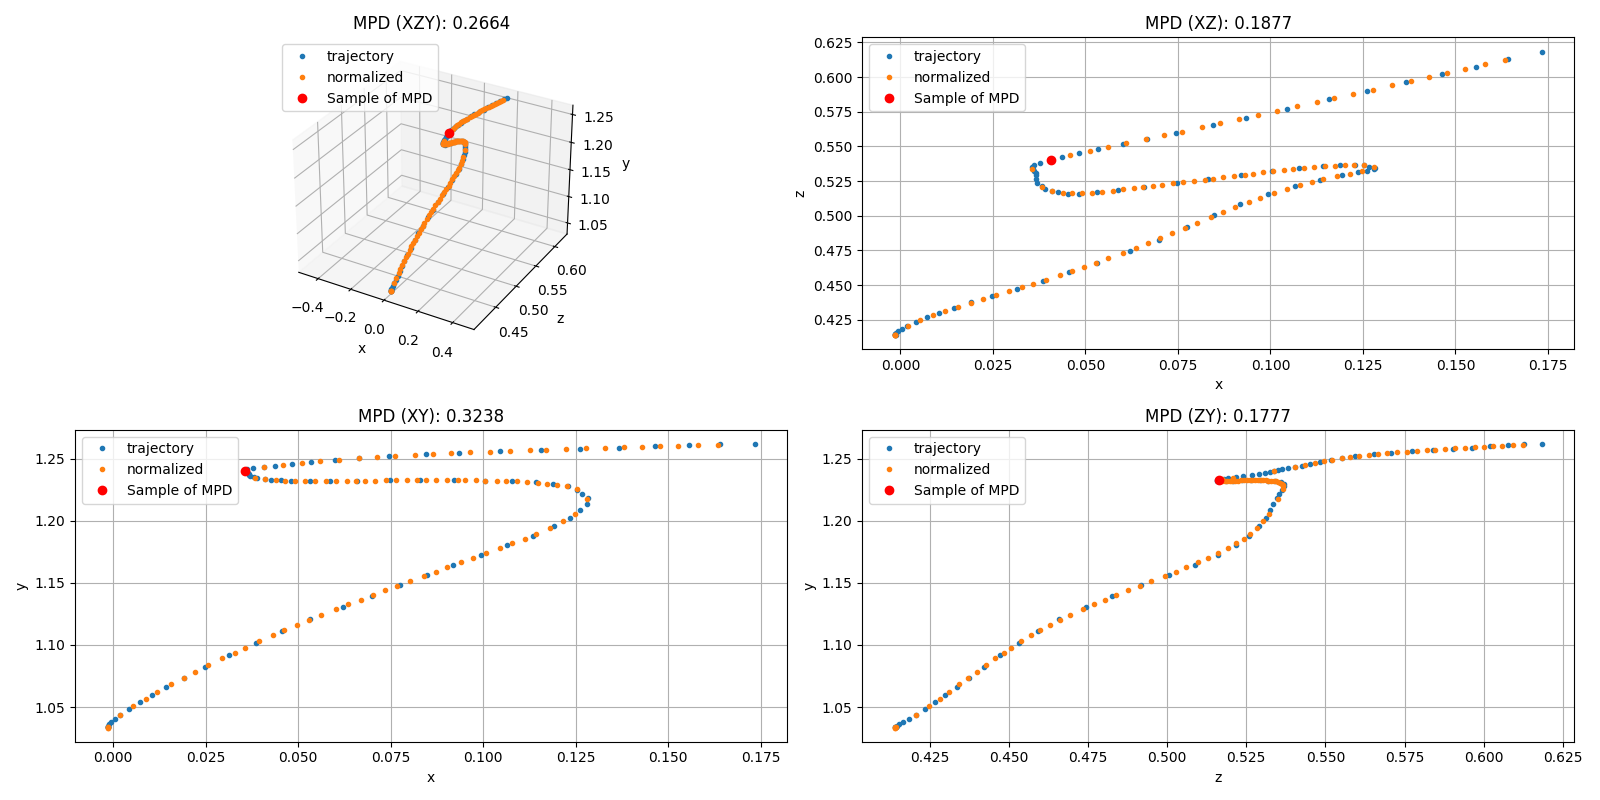 MPD (XZY): 0.2664
trajectory
normalized
Sample of MPD
1.25
1.20
1.15
1.10
1.05
y
0.60
0.55
0.50
0.45
z
−0.4
−0.2
0.0
0.2
0.4
x
MPD (XZ): 0.1877
trajectory
normalized
Sample of MPD
0.625
0.600
0.575
0.550
0.525
0.500
0.475
0.450
0.425
z
0.000 0.025 0.050 0.075 0.100 0.125 0.150 0.175
x
MPD (XY): 0.3238
trajectory
normalized
Sample of MPD
1.25
1.20
1.15
1.10
1.05
y
0.000 0.025 0.050 0.075 0.100 0.125 0.150 0.175
x
MPD (ZY): 0.1777
trajectory
normalized
Sample of MPD
1.25
1.20
1.15
1.10
1.05
y
0.425 0.450 0.475 0.500 0.525 0.550 0.575 0.600 0.625
z